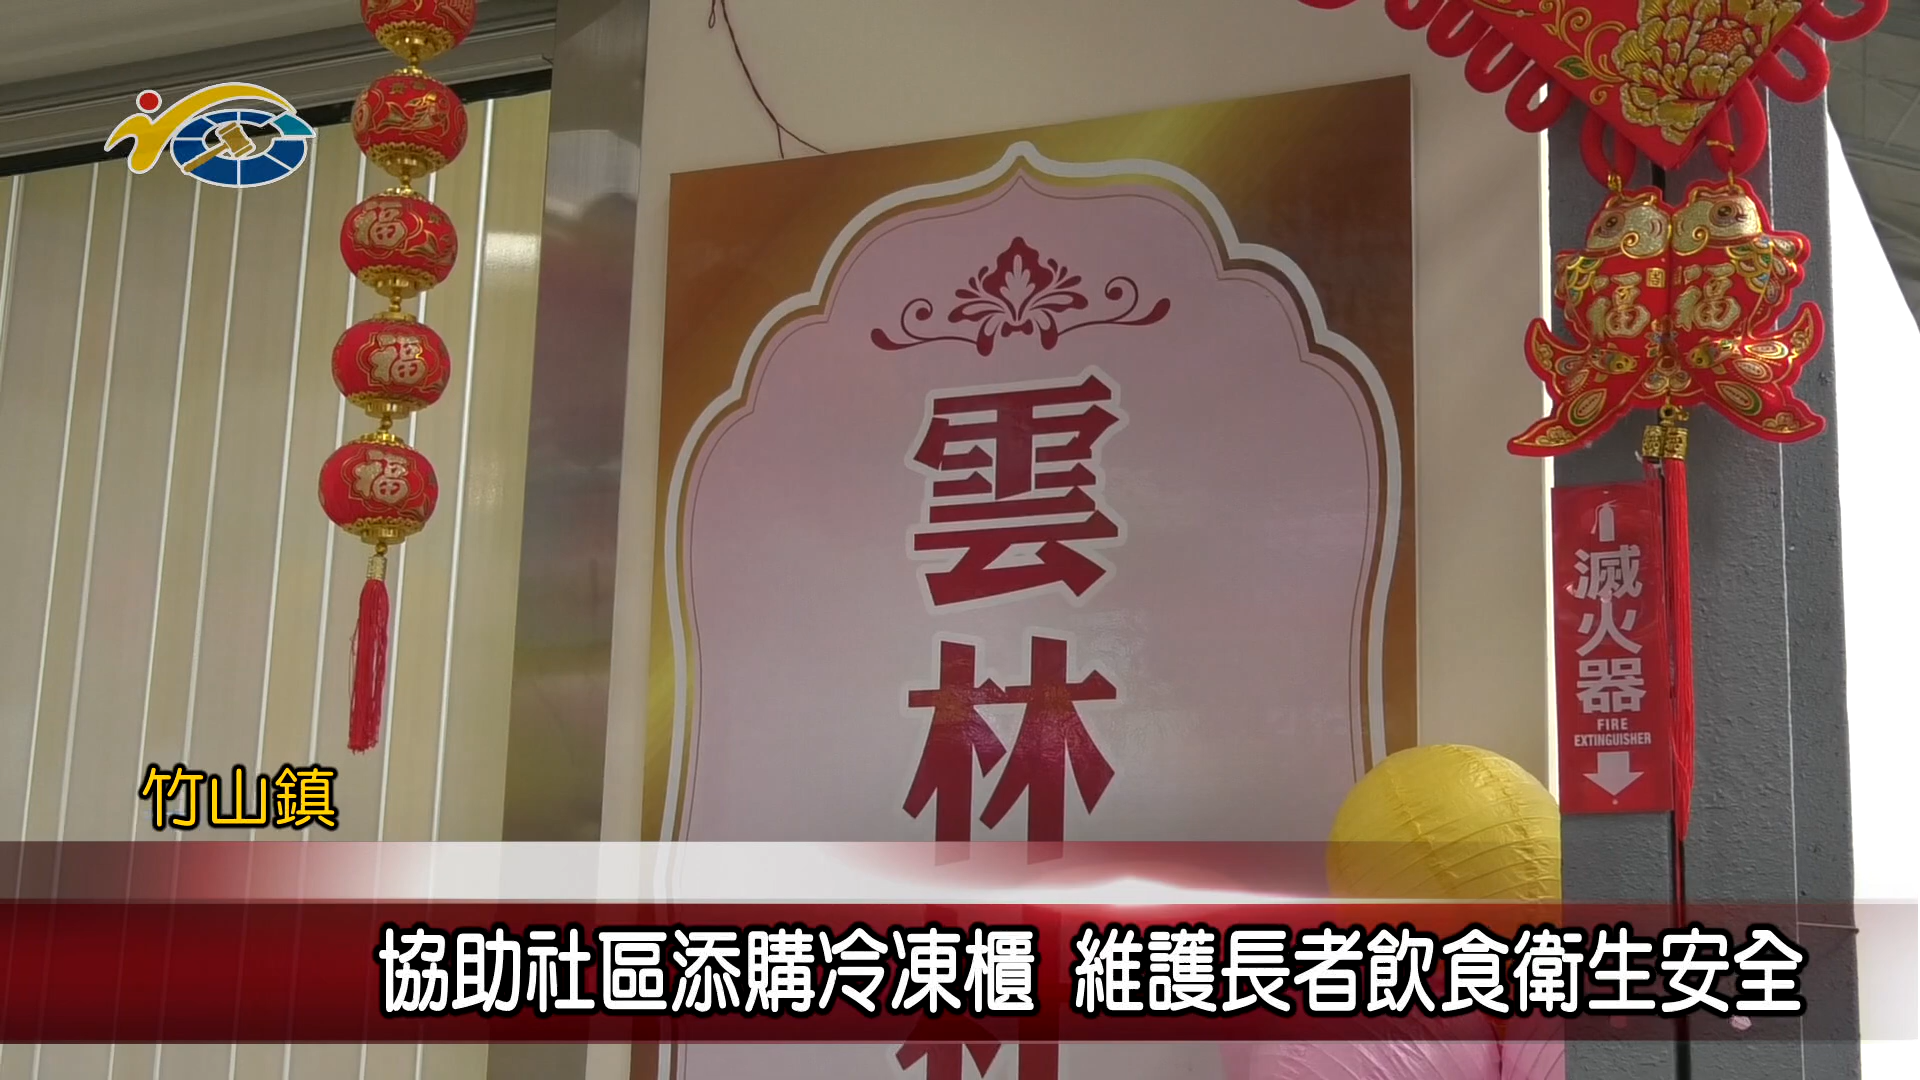 福
福
福
福福
雲林
滅火器
FIRE
EXTINGUISHER
竹山鎮
協助社區添購冷凍櫃 維護長者飲食衛生安全